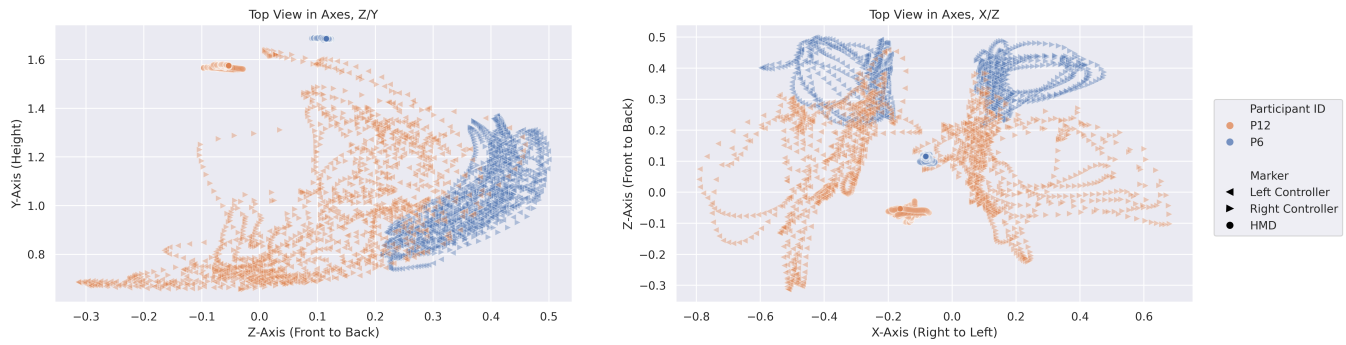 Top View in Axes, Z/Y
Y-Axis (Height)
1.6
1.4
1.2
1.0
0.8
−0.3 −0.2 −0.1 0.0 0.1 0.2 0.3 0.4 0.5
Z-Axis (Front to Back)
Top View in Axes, X/Z
Z-Axis (Front to Back)
0.5
0.4
0.3
0.2
0.1
0.0
−0.1
−0.2
−0.3
−0.8 −0.6 −0.4 −0.2 0.0 0.2 0.4 0.6
X-Axis (Right to Left)
Participant ID
P12
P6
Marker
Left Controller
Right Controller
HMD